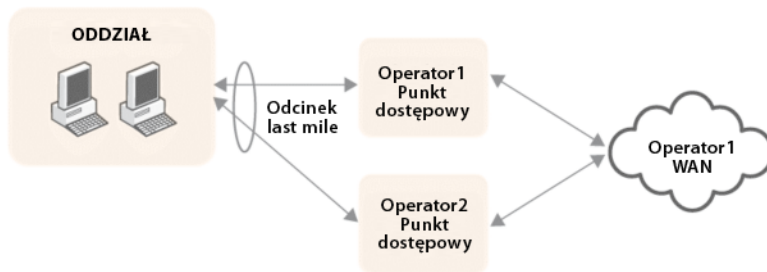 ODDZIAŁ
Odcinek
last mile
Operator1
Punkt
dostępowy
Operator2
Punkt
dostępowy
Operator1
WAN